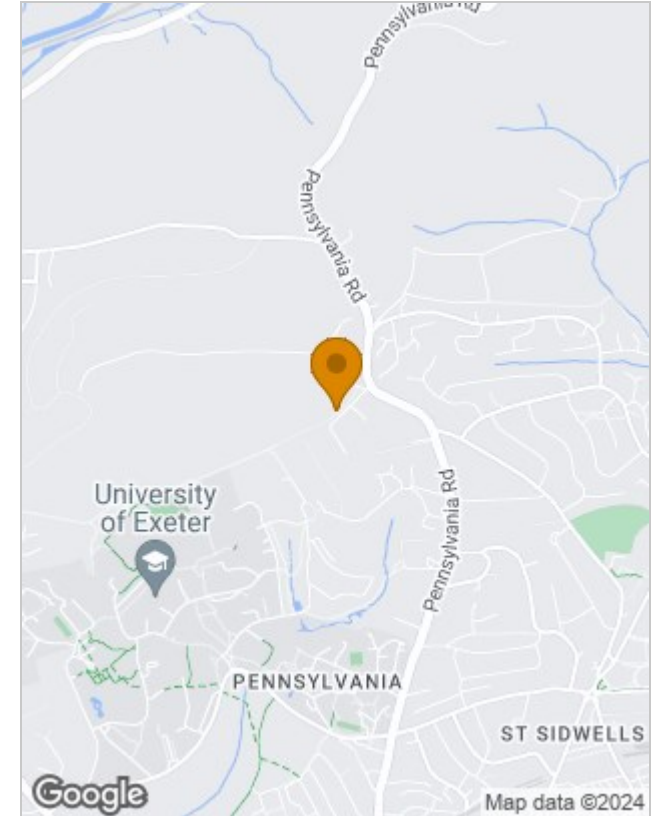 Pennsylvania Rd
Pennsylvania Rd
University
of Exeter
Pennsylvania Rd
PENNSYLVANIA
ST SIDWELLS
Google
Map data ©2024